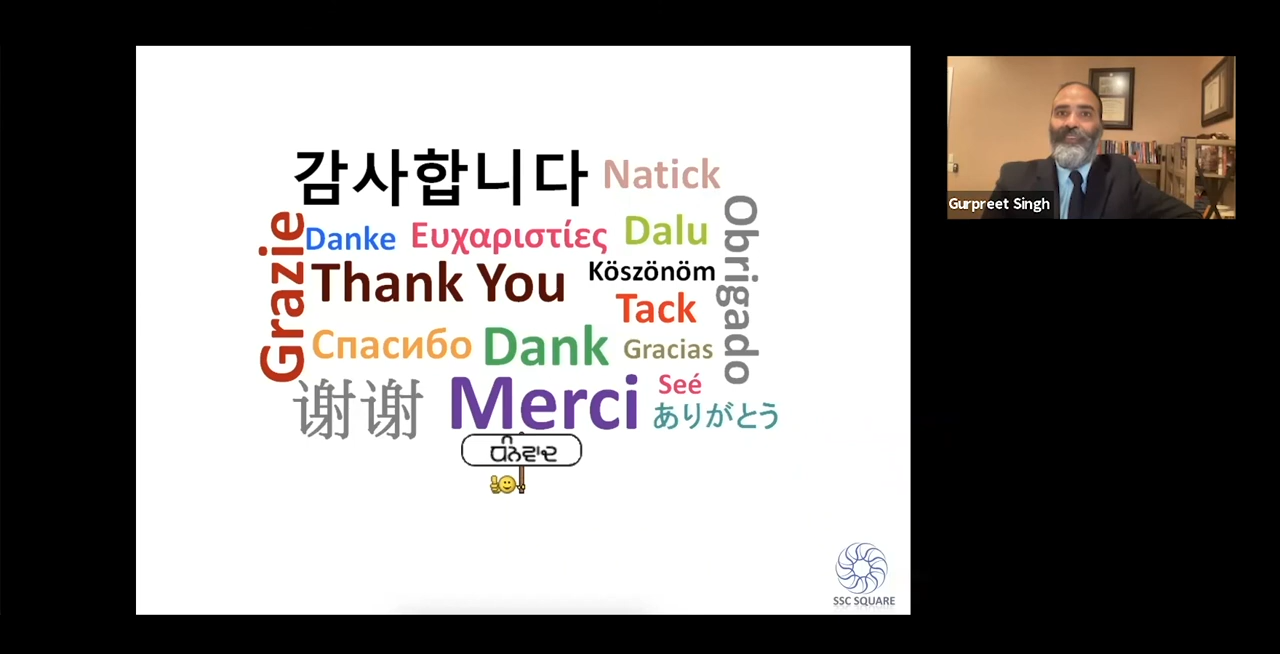 감사합니다 Natick
Grazie
Danke Ευχαριστίες Dalu
Obrigado
Thank You Köszönöm
Tack
Спасибо Dank Gracias
谢谢 Merci Seé
ありがとう
ਧੰਨਵਾਦ
SSC SQUARE
Gurpreet Singh